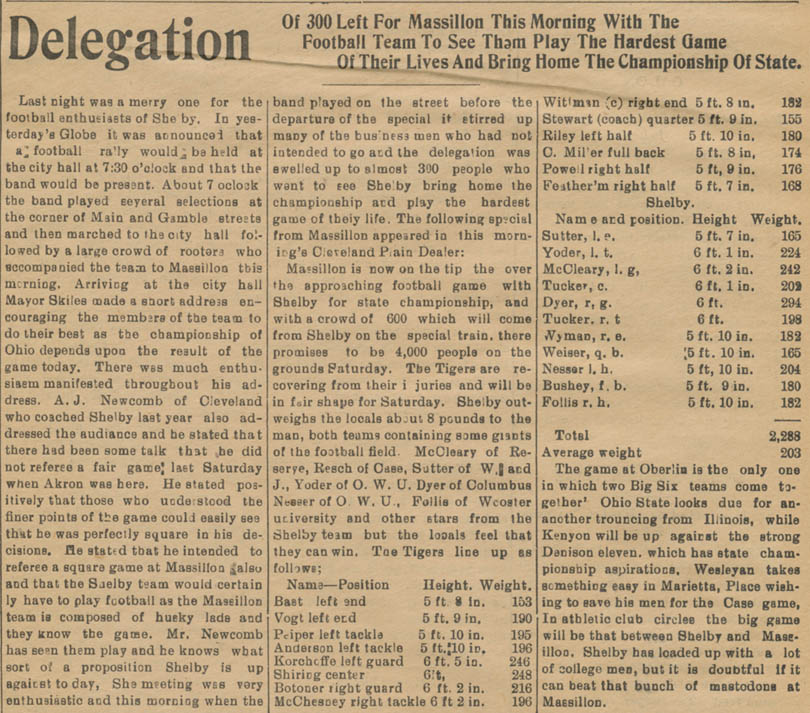 Delegation
Of 300 Left For Massillon This Morning With The
Football Team To See Them Play The Hardest Game
Of Their Lives And Bring Home The Championship Of State.
Last night was a merry one for the
football enthusiasts of She by. In yes-
terday's Globe it was announced that
a football rally would be held at
the city hall at 7:30 o'clock and that the
band would be present. About 7 oclock
the band played several selections at
the corner of Main and Gamble streets
and then marched to the city hall fol-
lowed by a large crowd of rooters who
accompanied the team to Massillon this
morning. Arriving at the city hall
Mayor Skiles made a short address en-
couraging the members of the team to
do their best as the championship of
Ohio depends upon the result of the
game today. There was much enthu-
siasm manifested throughout his ad-
dress. A. J. Newcomb of Cleveland
who coached Shelby last year also ad-
dressed the audiance and he stated that
there had been some talk that he did
not referee a fair game last Saturday
when Akron was here. He stated pos-
itively that those who understood the
finer points of the game could easily see
that he was perfectly square in his de-
cisions. He stated that he intended to
referee a square game at Massillon also
and that the Shelby team would certain
ly have to play football as the Massillon
team is composed of husky lads and
they know the game. Mr. Newcomb
has seen them play and he knows what
sort of a proposition Shelby is up
against to day, She meeting was very
enthusiastic and this morning when the
band played on the street before the
departure of the special it stirred up
many of the business men who had not
intended to go and the delegation was
swelled up to almost 300 people who
went to see Shelby bring home the
championship and play the hardest
game of theiy life. The following special
from Massillon appeared in this morn-
ing's Cleveland Plain Dealer:
Massillon is now on the tip the over
the approaching football game with
Shelby for state championship, and
with a crowd of 600 which will come
from Shelby on the special train, there
promises to be 4,000 people on the
grounds Saturday. The Tigers are re-
covering from their i juries and will be
in fair shape for Saturday. Shelby out-
weighs the locals about 8 pounds to the
man, both teams containing some giants
of the football field. McCleary of Re-
serve, Resch of Case, Sutter of W. and
J., Yoder of O. W. U. Dyer of Columbus
Nesser of O. W. U., Follis of Wooster
university and other stars from the
Shelby team but the locals feel that
they can win. The Tigers line up as
follows;
Name—Position Height. Weight.
Bast left end 5 ft. 8 in. 153
Vogt left end 5 ft. 9 in. 190
Peiper left tackle 5 ft. 10 in. 195
Anderson left tackle 5 ft. 10 in. 196
Korchoffe left guard 6 ft. 5 in. 246
Shiring center 6 ft, 248
Botoner right guard 6 ft. 2 in. 216
McChesney right tackle 6 ft 2 in. 196
Wittman (c) right end 5 ft. 8 in. 182
Stewart (coach) quarter 5 ft. 9 in. 155
Riley left half 5 ft. 10 in. 180
C. Miller full back 5 ft. 8 in, 174
Powell right half 5 ft, 9 in. 176
Feather'm right half 5 ft. 7 in. 168
Shelby.
Name and position. Height Weight.
Sutter, l. e. 5 ft. 7 in. 165
Yoder, l. t. 6 ft. 1 in. 224
McCleary, l. g, 6 ft. 2 in. 242
Tucker, c. 6 ft. 1 in. 202
Dyer, r. g. 6 ft. 294
Tucker. r. t 6 ft. 198
Wyman, r. e. 5 ft. 10 in. 182
Weiser, q. b. 5 ft. 10 in. 165
Nesser l. h. 5 ft, 10 in. 204
Bushey, f. b. 5 ft. 9 in. 180
Follis r. h. 5 ft. 10 in. 182
Total 2,288
Average weight 203
The game at Oberlin is the only one
in which two Big Six teams come to-
gether' Ohio State looks due for an-
another trouncing from Illinois, while
Kenyon will be up against the strong
Denison eleven. which has state cham-
pionship aspirations. Wesleyan takes
something easy in Marietta, Place wish-
ing to save his men for the Case game,
In athletic club circles the big game
will be that between Shelby and Mass-
illon. Shelby has loaded up with a lot
of college men, but it is doubtful if it
can beat that bunch of mastodons at
Massillon.